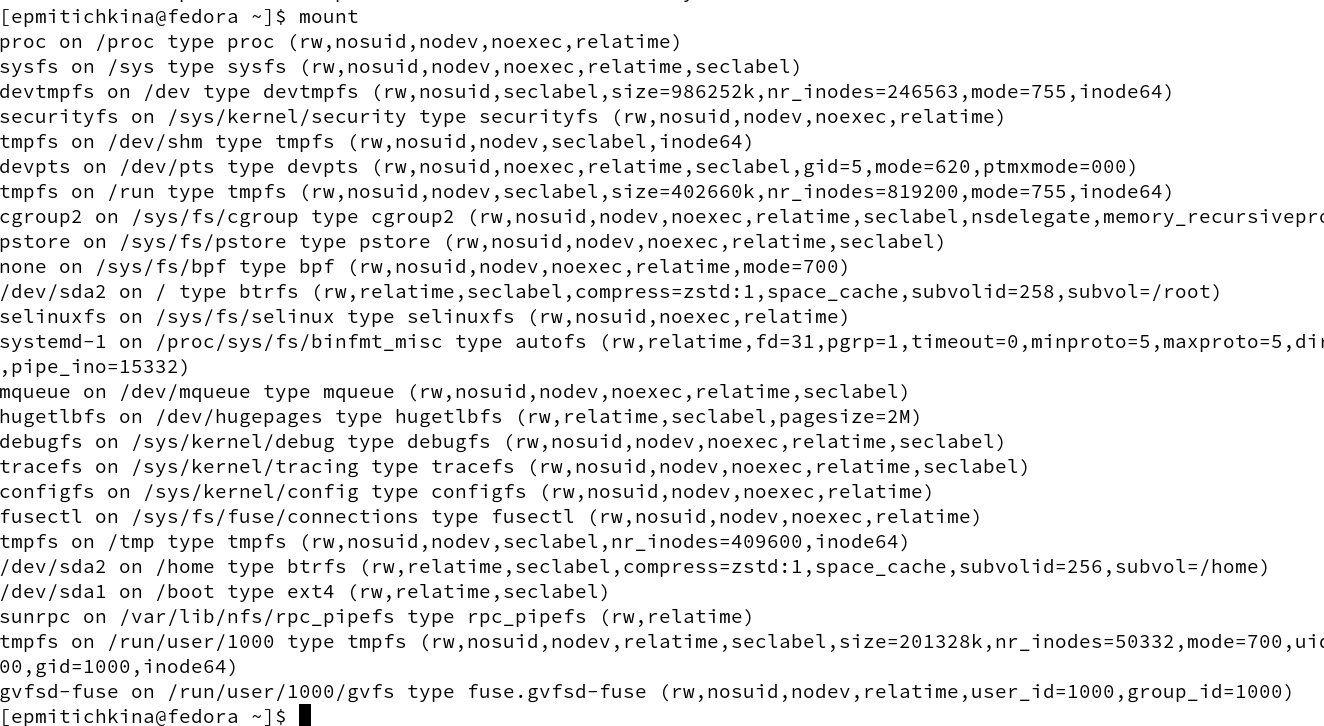 [epmitichkina@fedora ~]$ mount
proc on /proc type proc (rw,nosuid,nodev,noexec,relatime)
sysfs on /sys type sysfs (rw,nosuid,nodev,noexec,relatime,seclabel)
devtmpfs on /dev type devtmpfs (rw,nosuid,seclabel,size=986252k,nr_inodes=246563,mode=755,inode64)
securityfs on /sys/kernel/security type securityfs (rw,nosuid,nodev,noexec,relatime)
tmpfs on /dev/shm type tmpfs (rw,nosuid,nodev,seclabel,inode64)
devpts on /dev/pts type devpts (rw,nosuid,noexec,relatime,seclabel,gid=5,mode=620,ptmxmode=000)
tmpfs on /run type tmpfs (rw,nosuid,nodev,seclabel,size=402660k,nr_inodes=819200,mode=755,inode64)
cgroup2 on /sys/fs/cgroup type cgroup2 (rw,nosuid,nodev,noexec,relatime,seclabel,nsdelegate,memory_recursivepro
pstore on /sys/fs/pstore type pstore (rw,nosuid,nodev,noexec,relatime,seclabel)
none on /sys/fs/bpf type bpf (rw,nosuid,nodev,noexec,relatime,mode=700)
/dev/sda2 on / type btrfs (rw,relatime,seclabel,compress=zstd:1,space_cache,subvolid=258,subvol=/root)
selinuxfs on /sys/fs/selinux type selinuxfs (rw,nosuid,noexec,relatime)
systemd-1 on /proc/sys/fs/binfmt_misc type autofs (rw,relatime,fd=31,pgrp=1,timeout=0,minproto=5,maxproto=5,dir
,pipe_ino=15332)
mqueue on /dev/mqueue type mqueue (rw,nosuid,nodev,noexec,relatime,seclabel)
hugetlbfs on /dev/hugepages type hugetlbfs (rw,relatime,seclabel,pagesize=2M)
debugfs on /sys/kernel/debug type debugfs (rw,nosuid,nodev,noexec,relatime,seclabel)
tracefs on /sys/kernel/tracing type tracefs (rw,nosuid,nodev,noexec,relatime,seclabel)
configfs on /sys/kernel/config type configfs (rw,nosuid,nodev,noexec,relatime)
fusectl on /sys/fs/fuse/connections type fusectl (rw,nosuid,nodev,noexec,relatime)
tmpfs on /tmp type tmpfs (rw,nosuid,nodev,seclabel,nr_inodes=409600,inode64)
/dev/sda2 on /home type btrfs (rw,relatime,seclabel,compress=zstd:1,space_cache,subvolid=256,subvol=/home)
/dev/sda1 on /boot type ext4 (rw,relatime,seclabel)
sunrpc on /var/lib/nfs/rpc_pipefs type rpc_pipefs (rw,relatime)
tmpfs on /run/user/1000 type tmpfs (rw,nosuid,nodev,relatime,seclabel,size=201328k,nr_inodes=50332,mode=700,uid
00,gid=1000,inode64)
gvfsd-fuse on /run/user/1000/gvfs type fuse.gvfsd-fuse (rw,nosuid,nodev,relatime,user_id=1000,group_id=1000)
[epmitichkina@fedora ~]$